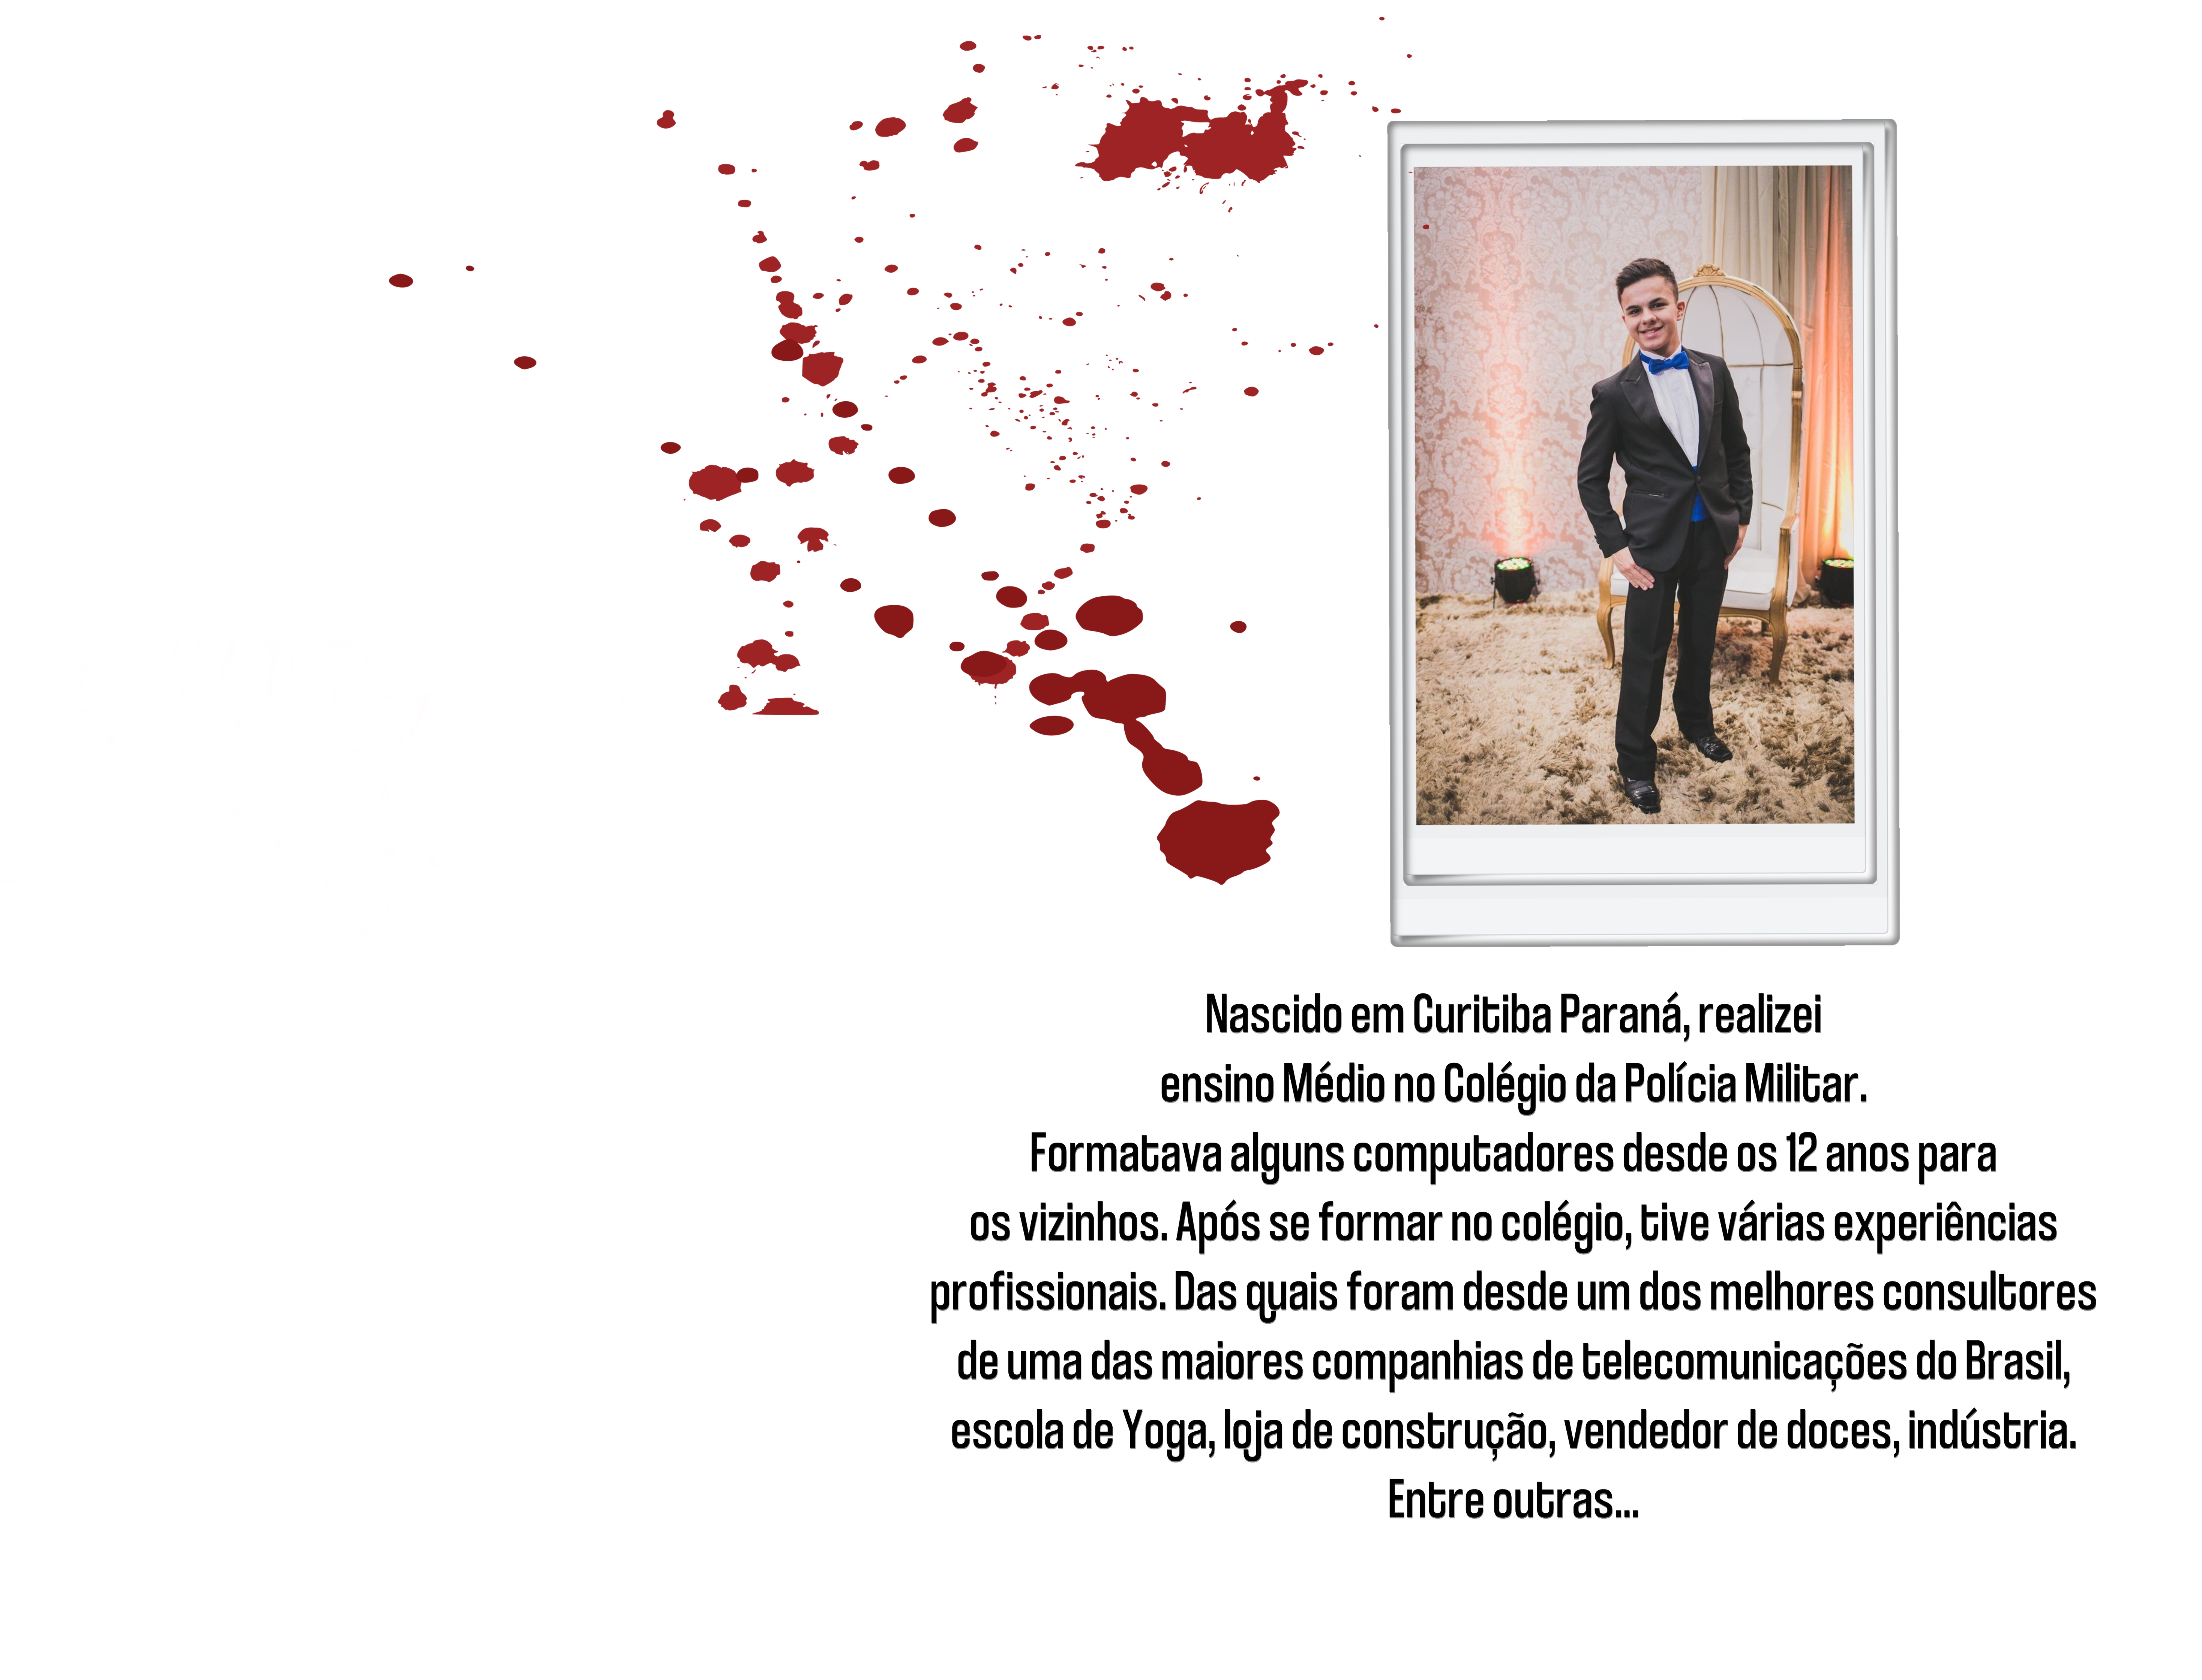 Nascido em Curitiba Paraná, realizei
ensino Médio no Colégio da Polícia Militar.
Formatava alguns computadores desde os 12 anos para
os vizinhos. Após se formar no colégio, tive várias experiências
profissionais. Das quais foram desde um dos melhores consultores
de uma das maiores companhias de telecomunicações do Brasil,
escola de Yoga, loja de construção, vendedor de doces, indústria.
Entre outras...